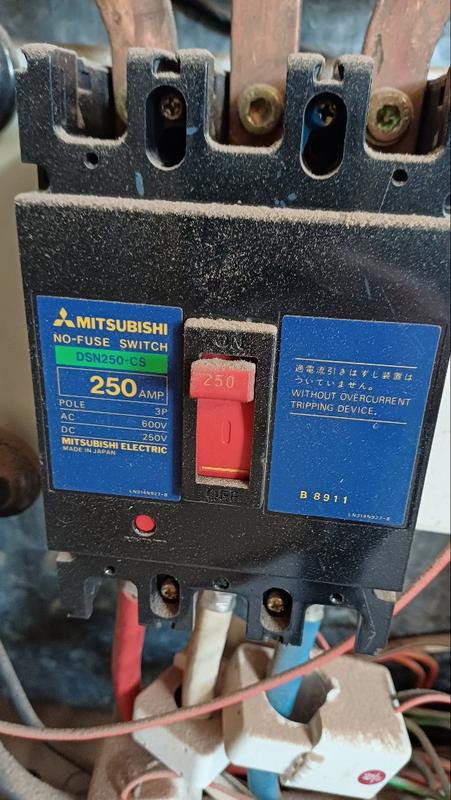 MITSUBISHI
NO-FUSE SWITCH
DSN250-CS
250 AMP
POLE 3P
AC 600V
DC 250V
MITSUBISHI ELECTRIC
MADE IN JAPAN
LN314N927-B
ON
250
OFF
過電流引きはずし装置は
ついていません。
WITHOUT OVERCURRENT
TRIPPING DEVICE.
B 8911
LN314N927-B